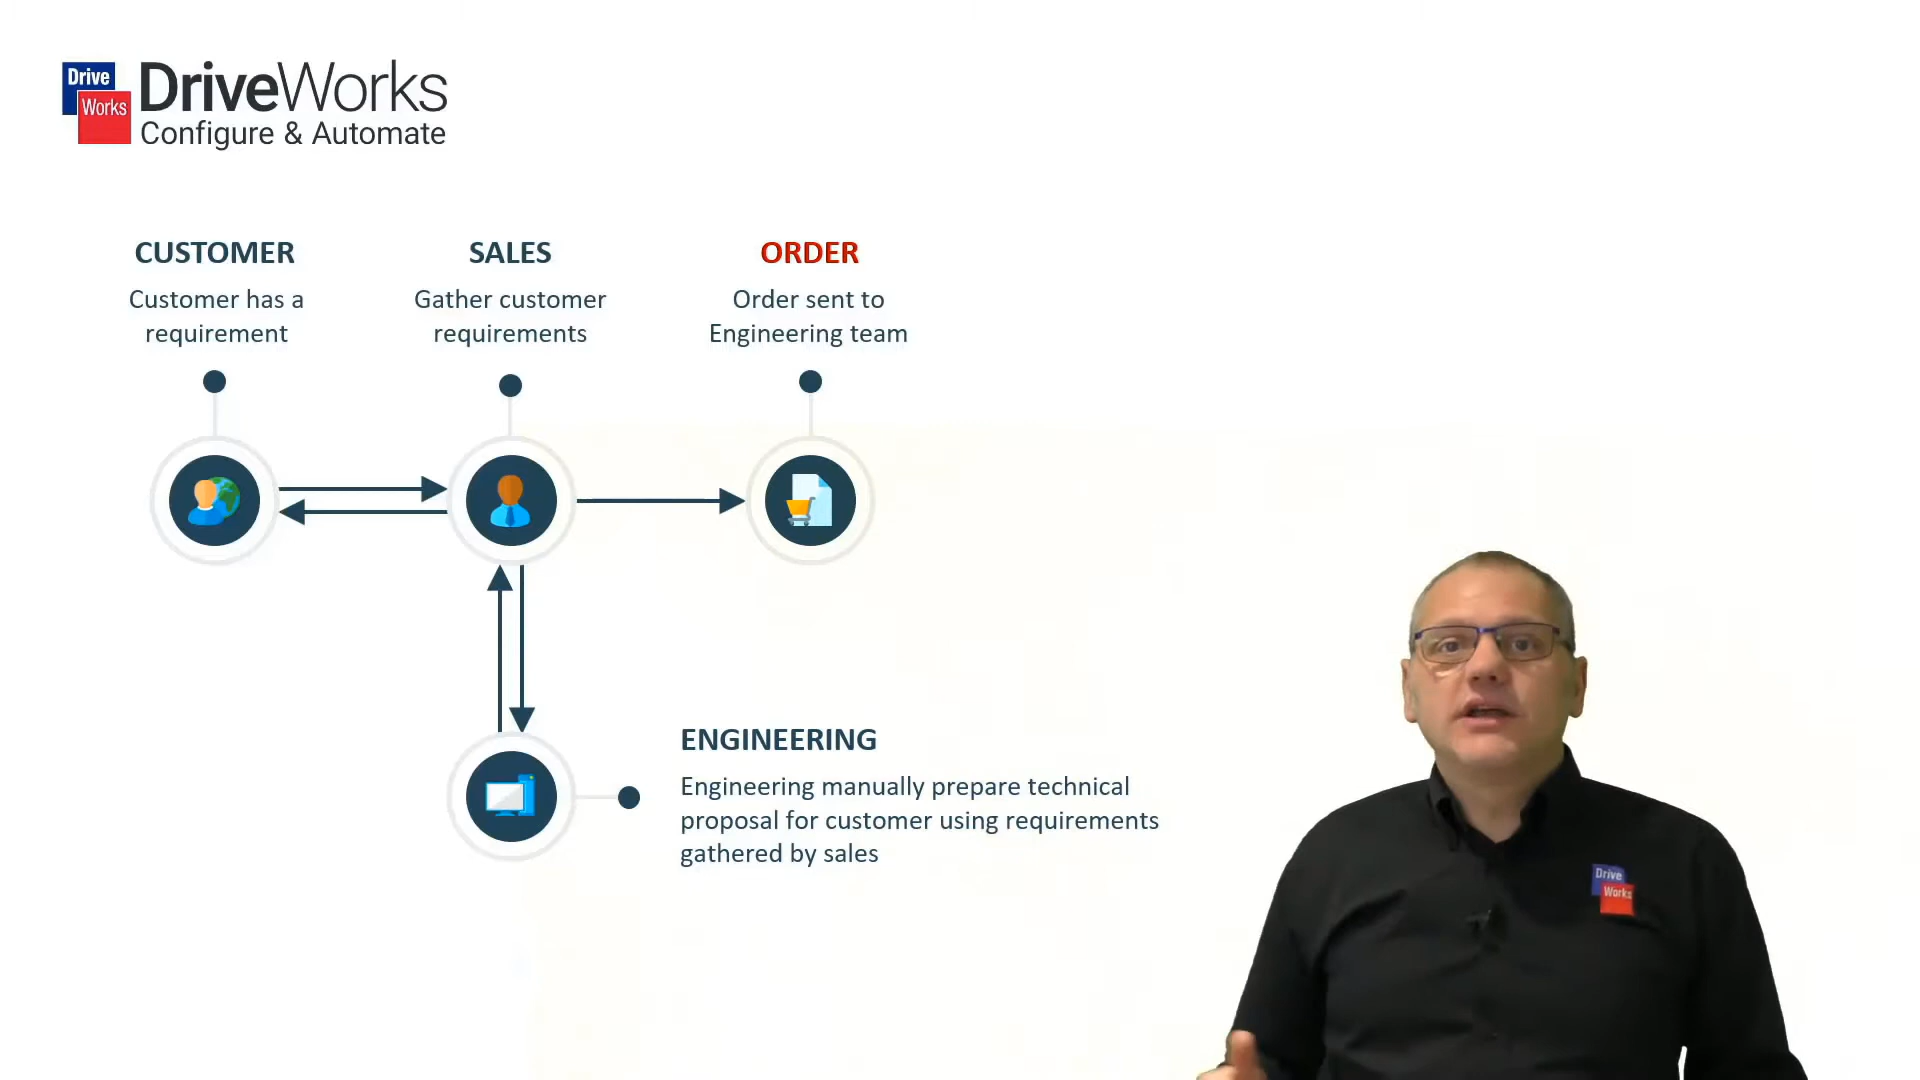 Drive
Works
DriveWorks
Configure & Automate
CUSTOMER
Customer has a
requirement
SALES
Gather customer
requirements
ORDER
Order sent to
Engineering team
ENGINEERING
Engineering manually prepare technical
proposal for customer using requirements
gathered by sales
Drive
Works